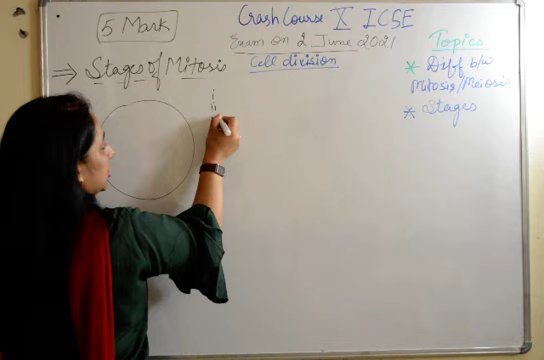 5 Mark
Crash Course X ICSE
Exam on 2 June 2021
Cell division
⇒ Stages of Mitosis
i
ii
Topics
* Diff b/w
Mitosis/Meiosis
* Stages